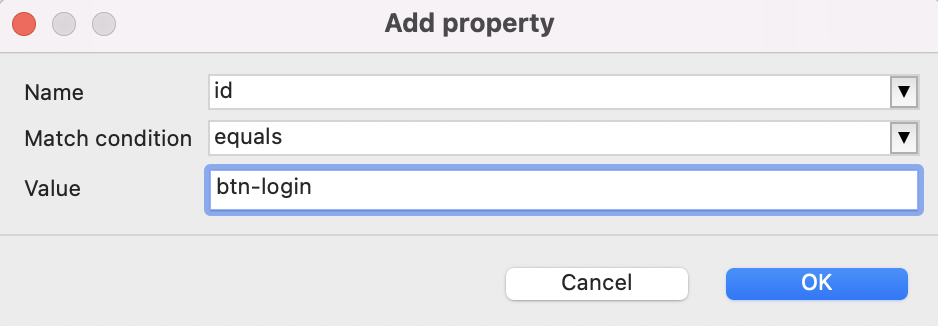 Add property
Name id
Match condition equals
Value btn-login
Cancel OK